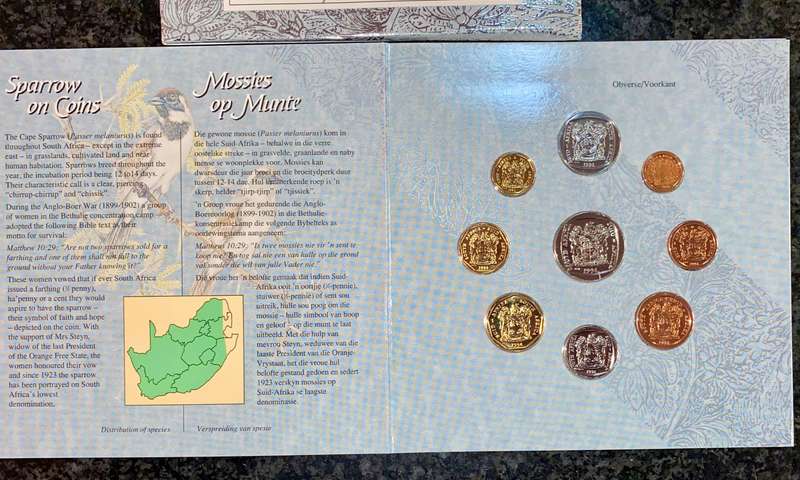 Sparrow
on Coins
The Cape Sparrow (Passer melanurus) is found
throughout South Africa – except in the extreme
east – in grasslands, cultivated land and near
human habitation. Sparrows breed throughout
the year, the incubation period being 12 to 14 days.
Their characteristic call is a clear, piercing
“chirrup-chirrup” and “chissik”.
During the Anglo-Boer War (1899-1902) a group
of women in the Bethulie concentration camp
adopted the following Bible text as their
motto for survival:
Matthew 10:29; "Are not two sparrows sold for a
farthing and one of them shall not fall to the
ground without your Father knowing it?"
These women vowed that if ever South Africa
issued a farthing (¼ penny),
ha'penny or a cent they would
aspire to have the sparrow –
their symbol of faith and hope
– depicted on the coin. With
the support of Mrs Steyn,
widow of the last President
of the Orange Free State, the
women honoured their vow
and since 1923 the sparrow
has been portrayed on South
Africa's lowest
denomination.
Distribution of species
Mossies
op Munte
Die gewone mossie (Passer melanurus) kom in
die hele Suid-Afrika – behalwe in die verre
oostelike streke – in grasvelde, graanlande en naby
mense se woonplekke voor. Mossies kan
dwarsdeur die jaar broei en die broeitydperk duur
tussen 12-14 dae. Hul kenmerkende roep is 'n
skerp, helder “tjirp-tjirp” of “tjissiek”.
'n Groep vroue het gedurende die Anglo-
Boereoorlog (1899-1902) in die Bethulie-
konsentrasiekamp die volgende Bybelteks as
oorlewingstema aangeneem:
Mattheus 10:29; "Is twee mossies nie vir 'n sent te
koop nie? En tog sal nie een van hulle op die grond
val sonder die wil van julle Vader nie."
Dié vroue het 'n belofte gemaak dat indien Suid-
Afrika ooit 'n oortjie (¼-pennie),
stuiwer (½-pennie) of sent sou
uitreik, hulle sou poog om die
mossie – hulle simbool van hoop
en geloof – op die munt te laat
uitbeeld. Met die hulp van
mevrou Steyn, weduwee van die
laaste President van die Oranje-
Vrystaat, het die vroue hul
belofte gestand gedoen en sedert
1923 verskyn mossies op
Suid-Afrika se laagste
denominasie.
Verspreiding van spesie
Obverse/Voorkant